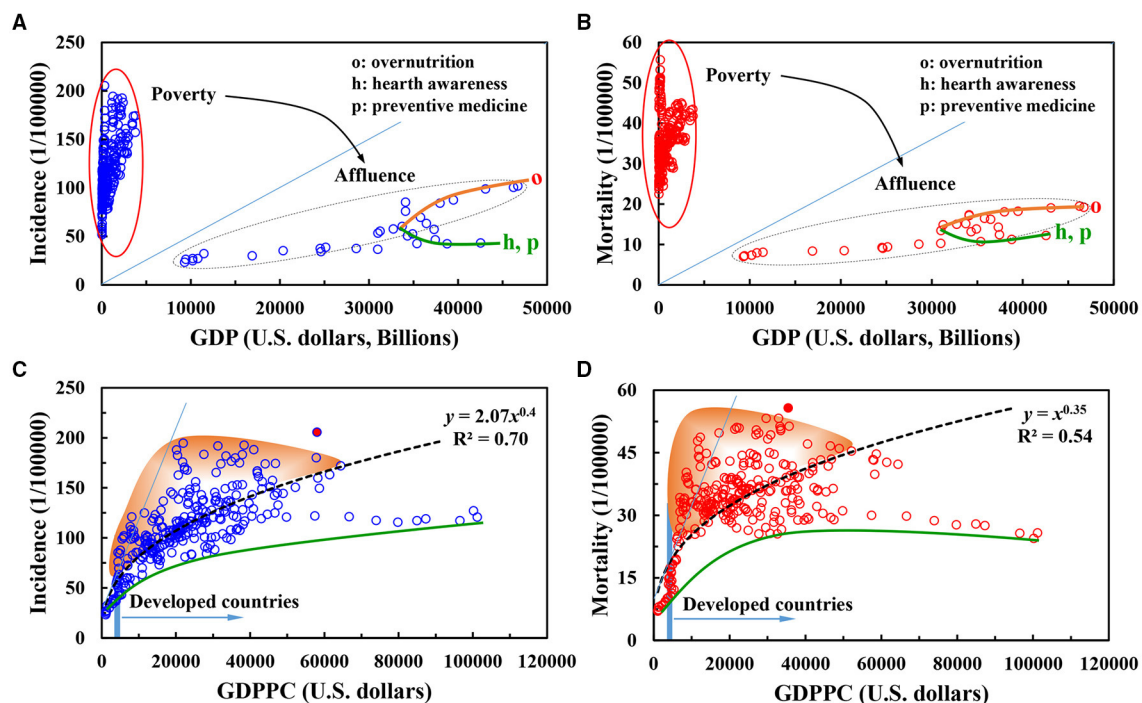 A
Incidence (1/1000000)
250
200
150
100
50
0
Poverty
o: overnutrition
h: hearth awareness
p: preventive medicine
Affluence
o
h, p
0 10000 20000 30000 40000 50000
GDP (U.S. dollars, Billions)
B
Mortality (1/1000000)
60
50
40
30
20
10
0
Poverty
o: overnutrition
h: hearth awareness
p: preventive medicine
Affluence
o
h, p
10000 20000 30000 40000 50000
GDP (U.S. dollars, Billions)
C
Incidence (1/100000)
250
200
150
100
50
0
y = 2.07x^0.4
R² = 0.70
Developed countries
0 20000 40000 60000 80000 100000 120000
GDPPC (U.S. dollars)
D
Mortality (1/100000)
60
45
30
15
0
y = x^0.35
R² = 0.54
Developed countries
0 20000 40000 60000 80000 100000 120000
GDPPC (U.S. dollars)